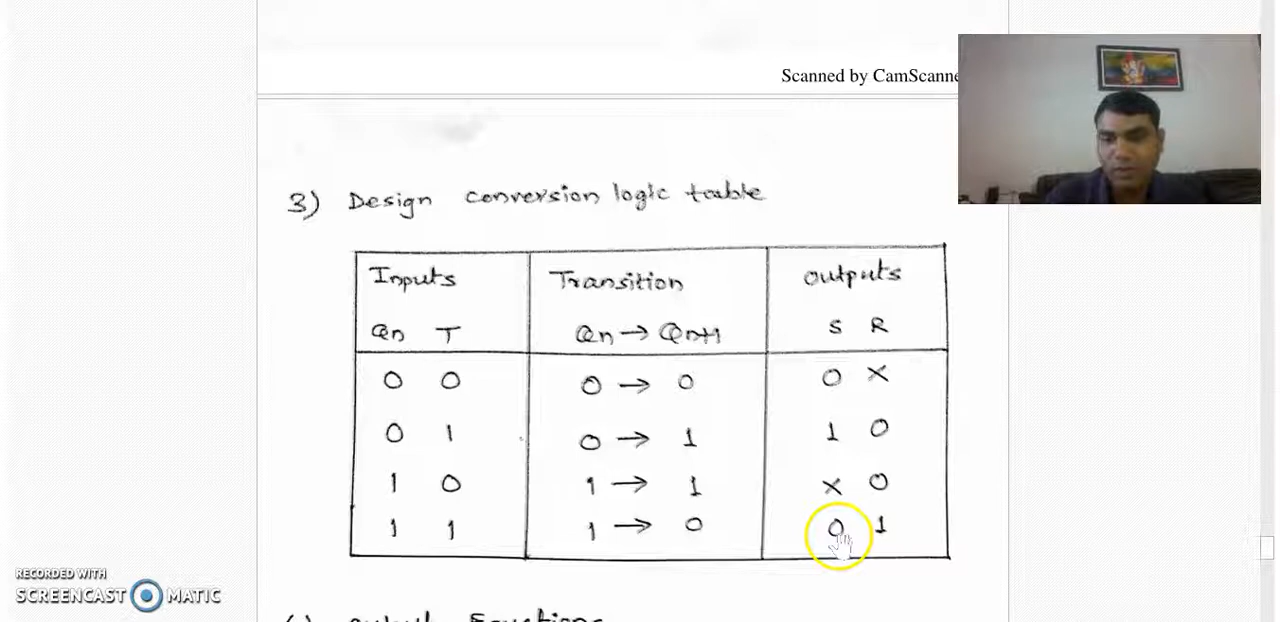 Scanned by CamScanne
3) Design conversion logic table
Inputs Transition Outputs
Qn T Qn → Qn+1 S R
0 0 0 → 0 0 X
0 1 0 → 1 1 0
1 0 1 → 1 X 0
1 1 1 → 0 0 1
Output Equations
RECORDED WITH
SCREENCAST MATIC